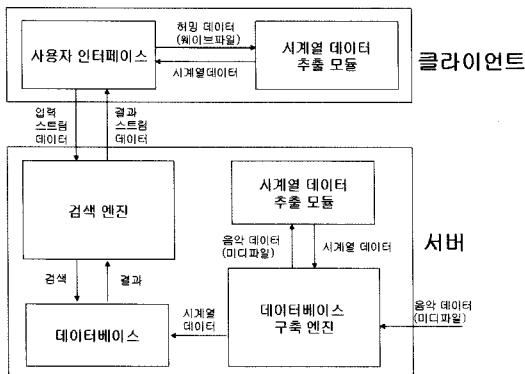 허밍 데이터
(웨이브파일)
사용자 인터페이스
시계열 데이터
추출 모듈
시계열데이터
클라이언트
입력
스트림
데이터
결과
스트림
데이터
검색 엔진
시계열 데이터
추출 모듈
서버
음악 데이터
(미디파일)
시계열 데이터
검색
결과
데이터베이스
시계열
데이터
데이터베이스
구축 엔진
음악 데이터
(미디파일)